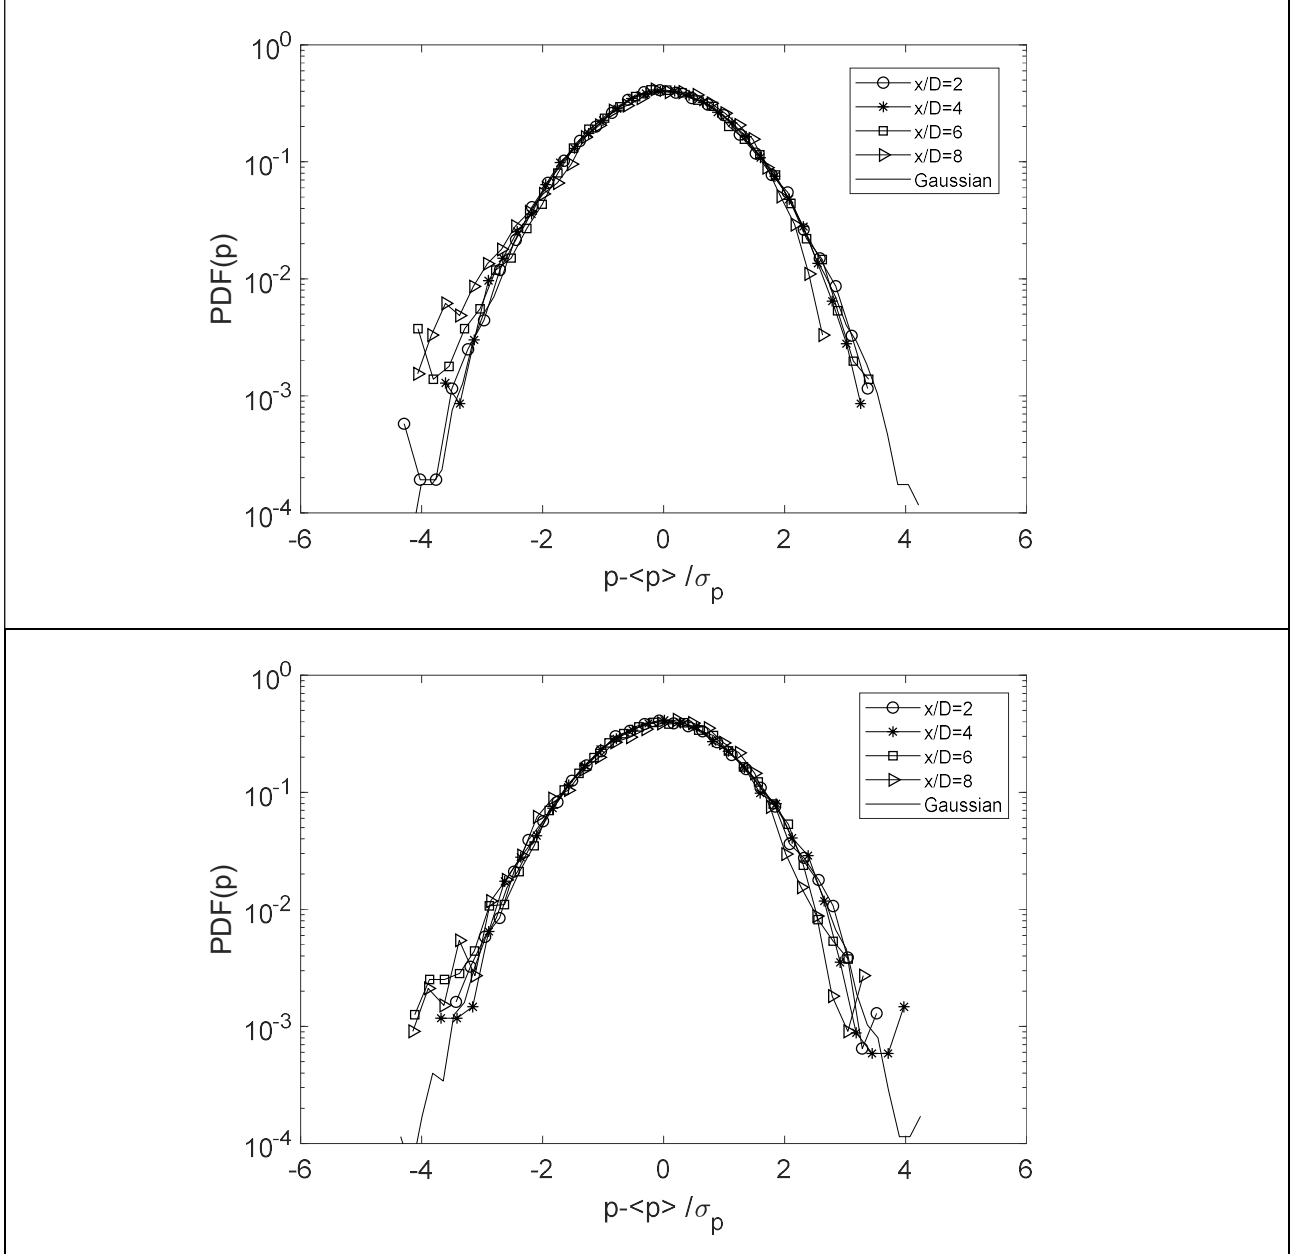 10^0
10^-1
10^-2
10^-3
10^-4
PDF(p)
-6 -4 -2 0 2 4 6
p-<p> /σ_p
x/D=2
x/D=4
x/D=6
x/D=8
Gaussian
10^0
10^-1
10^-2
10^-3
10^-4
PDF(p)
-6 -4 -2 0 2 4 6
p-<p> /σ_p
x/D=2
x/D=4
x/D=6
x/D=8
Gaussian